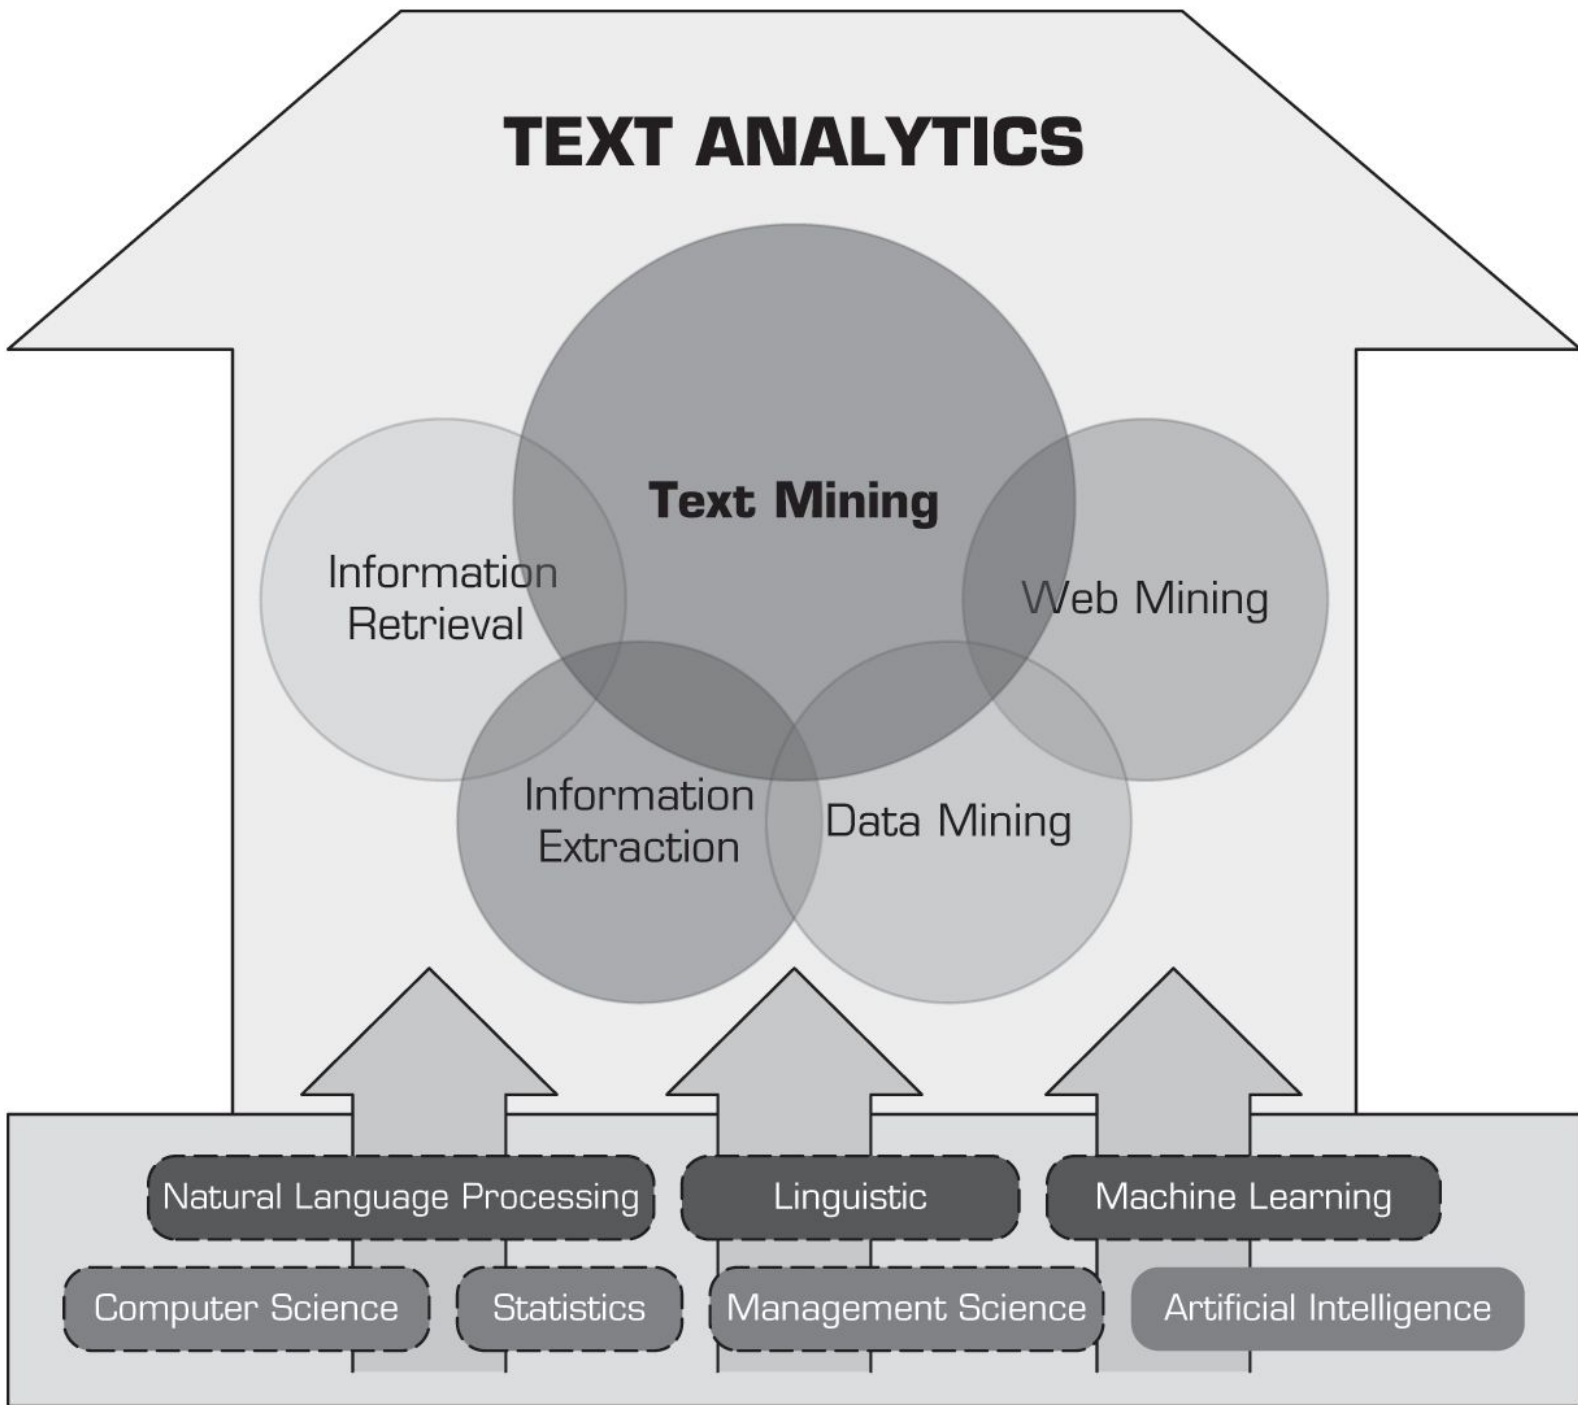 TEXT ANALYTICS
Text Mining
Information
Retrieval
Web Mining
Information
Extraction
Data Mining
Natural Language Processing
Linguistic
Machine Learning
Computer Science
Statistics
Management Science
Artificial Intelligence